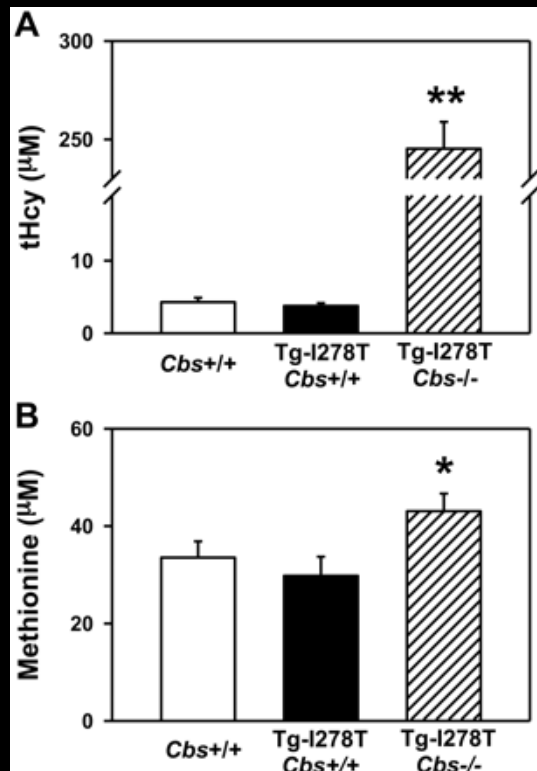 A
300
250
10
0
tHcy (μM)
**
Cbs+/+
Tg-I278T
Cbs+/+
Tg-I278T
Cbs-/-
B
60
40
20
0
Methionine (μM)
*
Cbs+/+
Tg-I278T
Cbs+/+
Tg-I278T
Cbs-/-